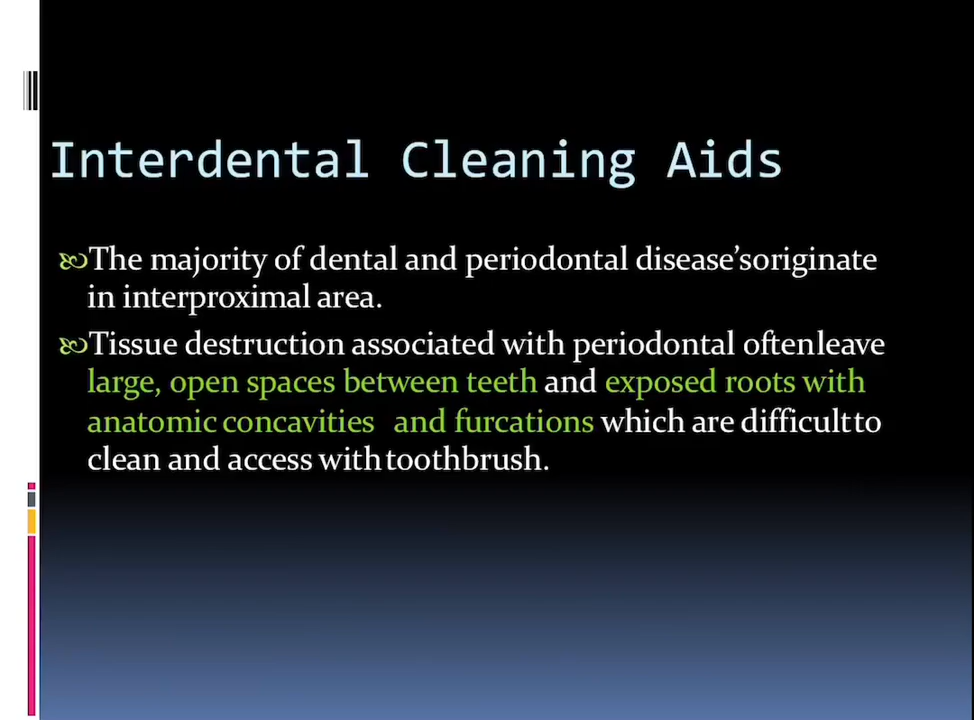 Interdental Cleaning Aids
The majority of dental and periodontal disease’soriginate
in interproximal area.
Tissue destruction associated with periodontal oftenleave
large, open spaces between teeth and exposed roots with
anatomic concavities and furcations which are difficultto
clean and access withtoothbrush.